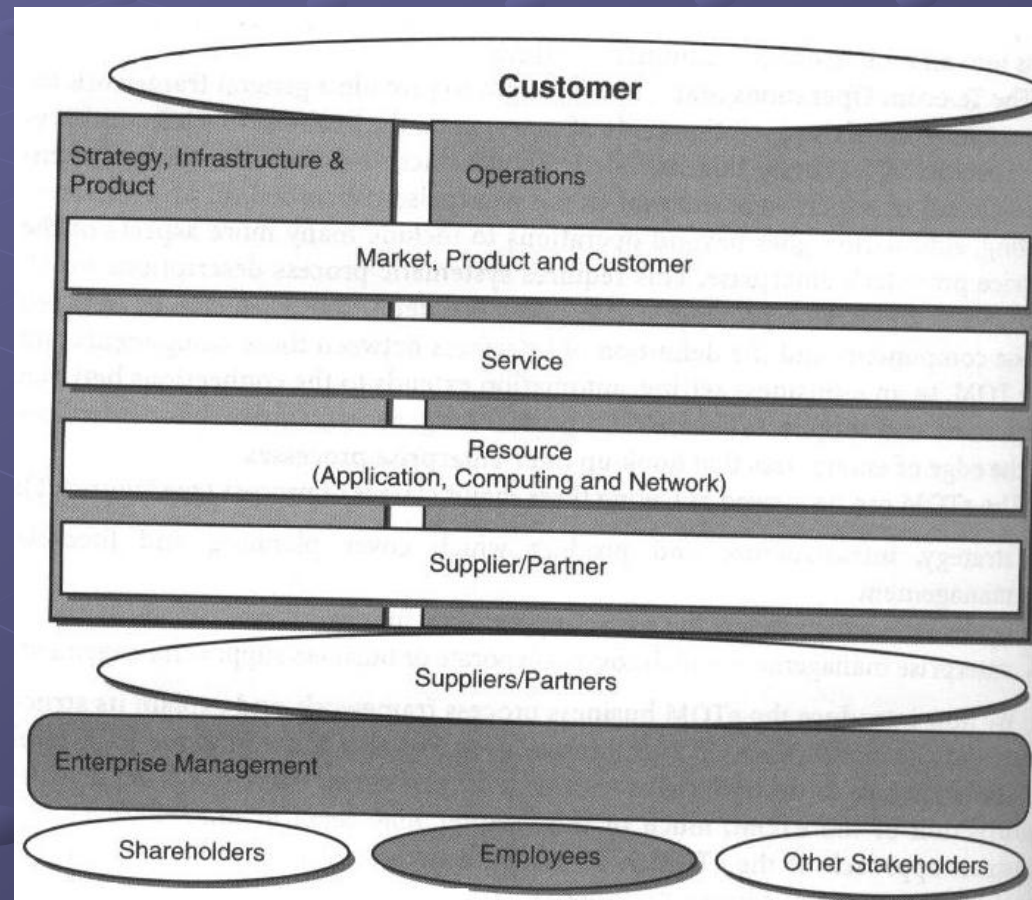 Customer
Strategy, Infrastructure &
Product
Operations
Market, Product and Customer
Service
Resource
(Application, Computing and Network)
Supplier/Partner
Suppliers/Partners
Enterprise Management
Shareholders
Employees
Other Stakeholders